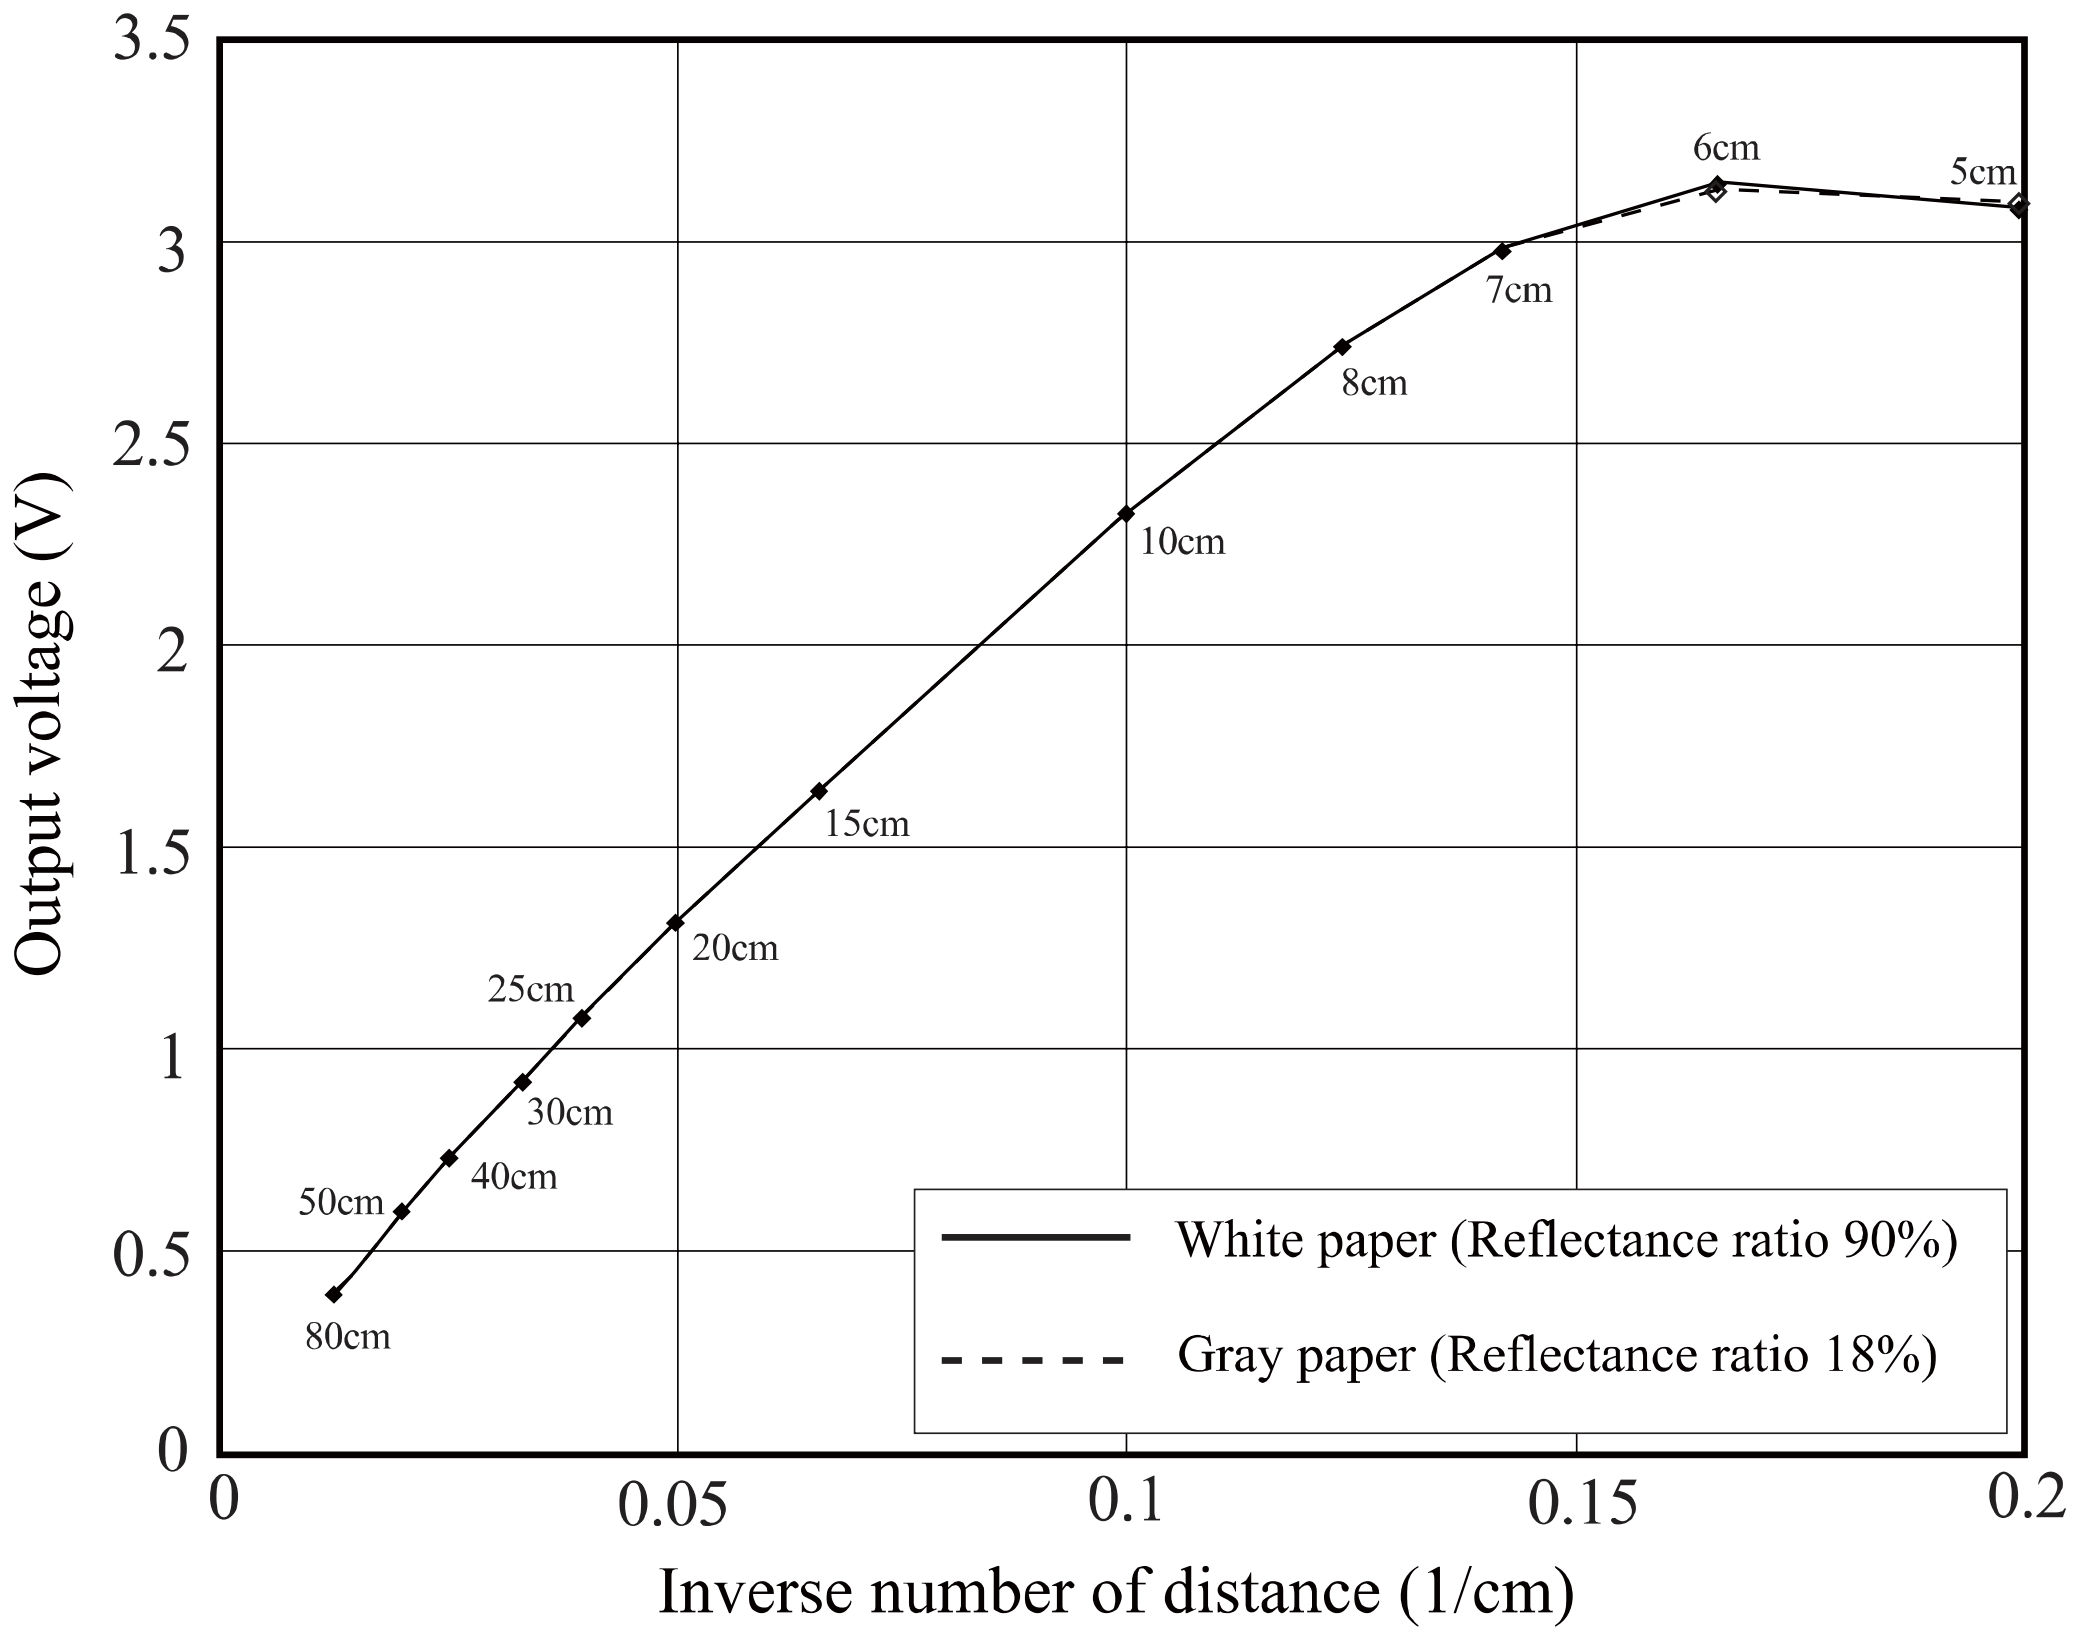 3.5
3
2.5
2
1.5
1
0.5
0
Output voltage (V)
6cm
5cm
7cm
8cm
10cm
15cm
20cm
25cm
30cm
40cm
50cm
80cm
White paper (Reflectance ratio 90%)
Gray paper (Reflectance ratio 18%)
0 0.05 0.1 0.15 0.2
Inverse number of distance (1/cm)